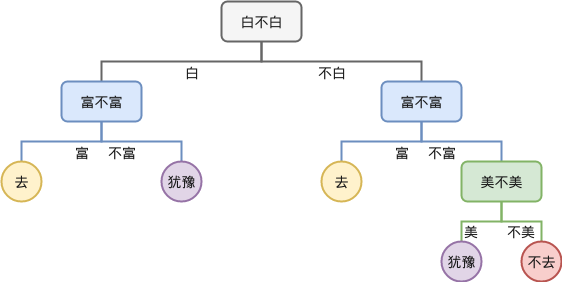 白不白
白 不白
富不富 富不富
富 不富 富 不富
去 犹豫 去 美不美
美 不美
犹豫 不去